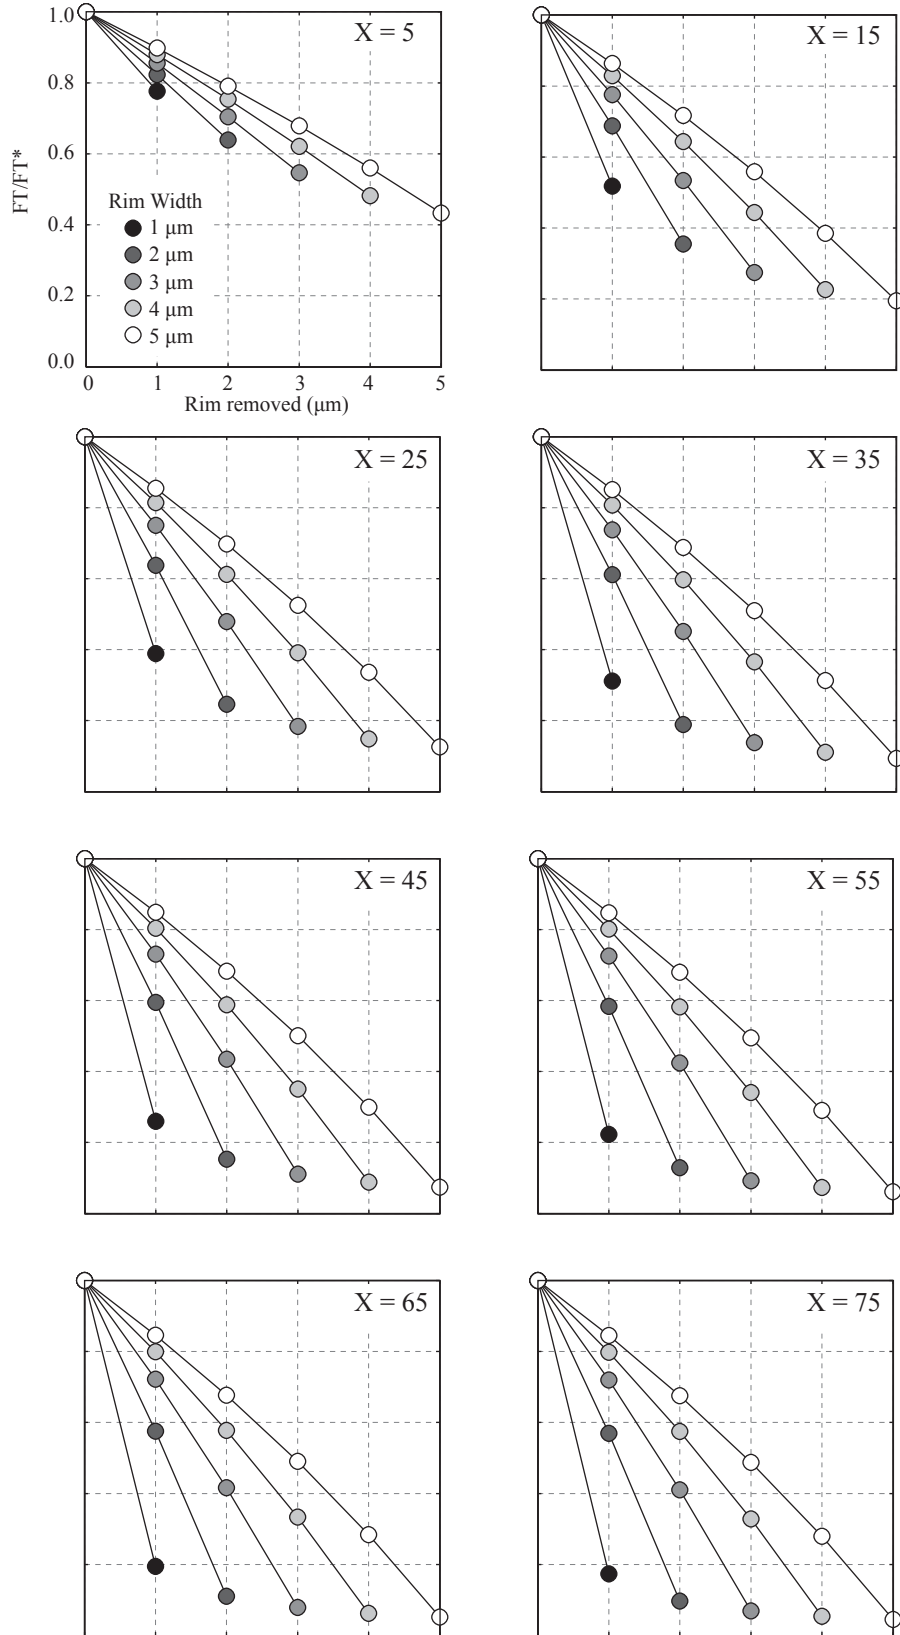 1.0
X = 5
0.8
0.6
FT/FT*
Rim Width
1 μm
0.4
2 μm
3 μm
0.2
4 μm
5 μm
0.0
0 1 2 3 4 5
Rim removed (μm)
X = 15
X = 25
X = 35
X = 45
X = 55
X = 65
X = 75